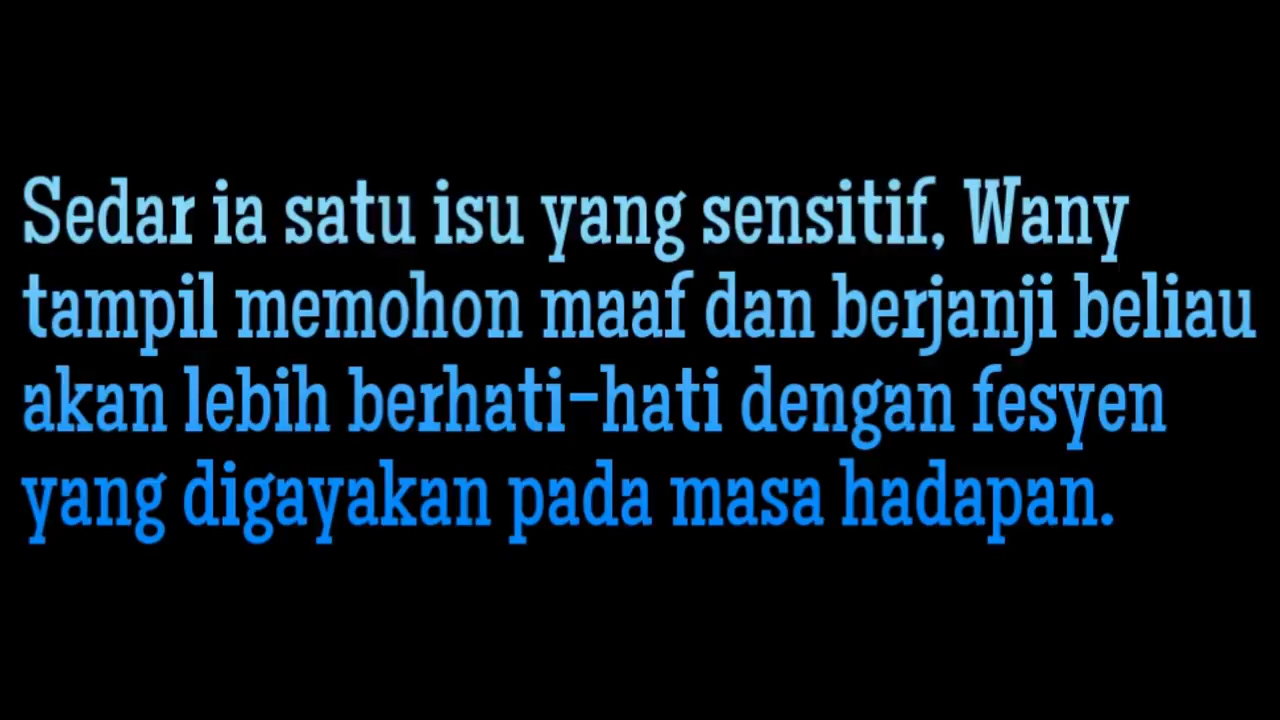 Sedar ia satu isu yang sensitif, Wany
tampil memohon maaf dan berjanji beliau
akan lebih berhati-hati dengan fesyen
yang digayakan pada masa hadapan.